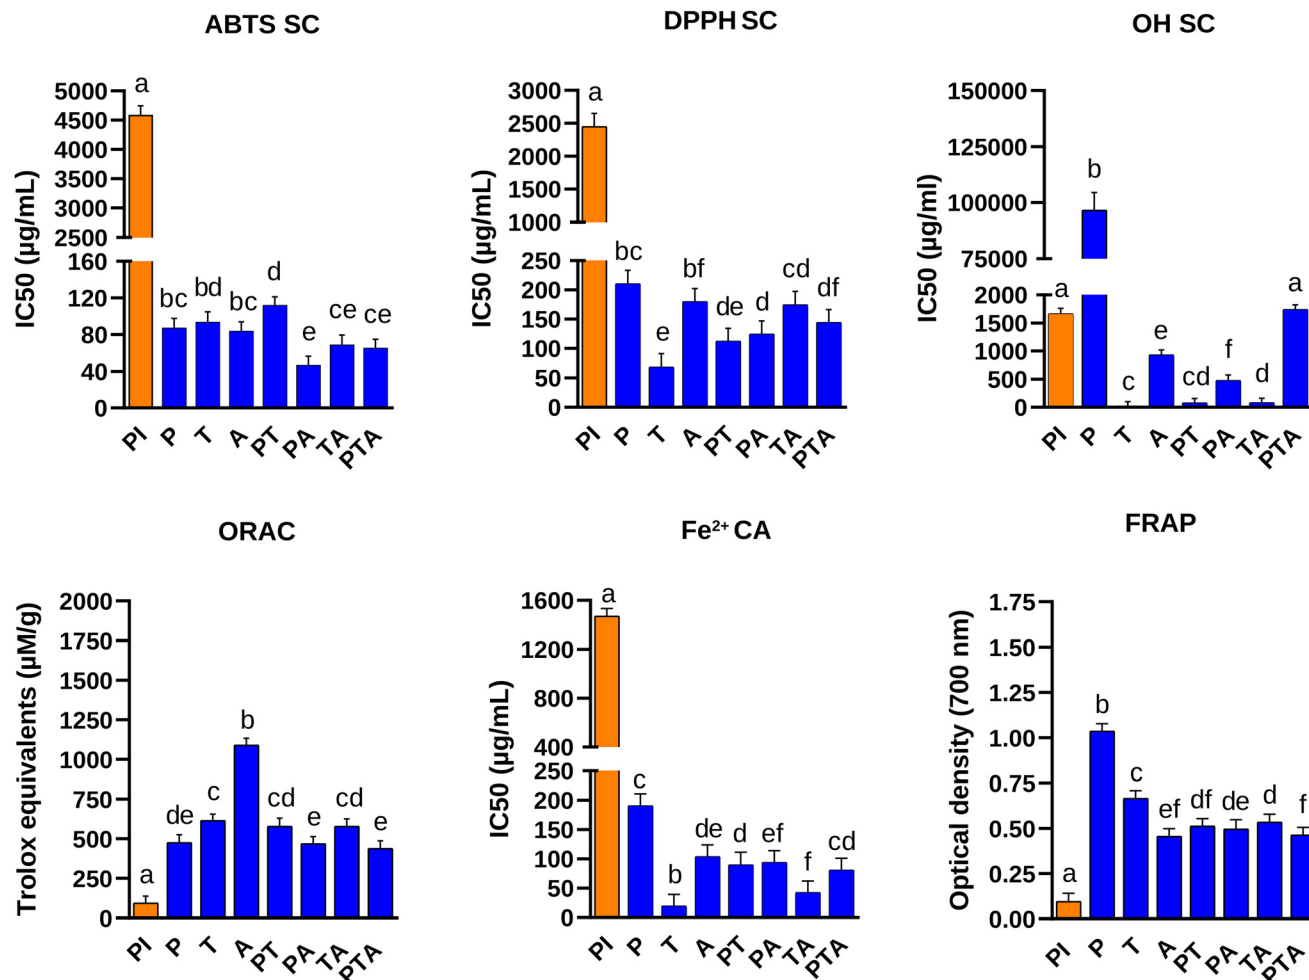 ABTS SC
IC50 (µg/mL)
5000
4500
4000
3500
3000
2500
160
120
80
40
0
a
bc
bd
bc
d
e
ce
ce
PI
P
T
A
PT
PA
TA
PTA
DPPH SC
IC50 (µg/mL)
3000
2500
2000
1500
1000
250
200
150
100
50
0
a
bc
e
bf
de
d
cd
df
PI
P
T
A
PT
PA
TA
PTA
OH SC
IC50 (µg/ml)
150000
125000
100000
75000
2000
1500
1000
500
0
a
b
c
e
cd
f
d
a
PI
P
T
A
PT
PA
TA
PTA
ORAC
Trolox equivalents (µM/g)
2000
1750
1500
1250
1000
750
500
250
0
a
de
c
b
cd
e
cd
e
PI
P
T
A
PT
PA
TA
PTA
Fe²⁺ CA
IC50 (µg/mL)
1600
1200
800
400
250
200
150
100
50
0
a
c
b
de
d
ef
f
cd
PI
P
T
A
PT
PA
TA
PTA
FRAP
Optical density (700 nm)
1.75
1.50
1.25
1.00
0.75
0.50
0.25
0.00
a
b
c
ef
df
de
d
f
PI
P
T
A
PT
PA
TA
PTA